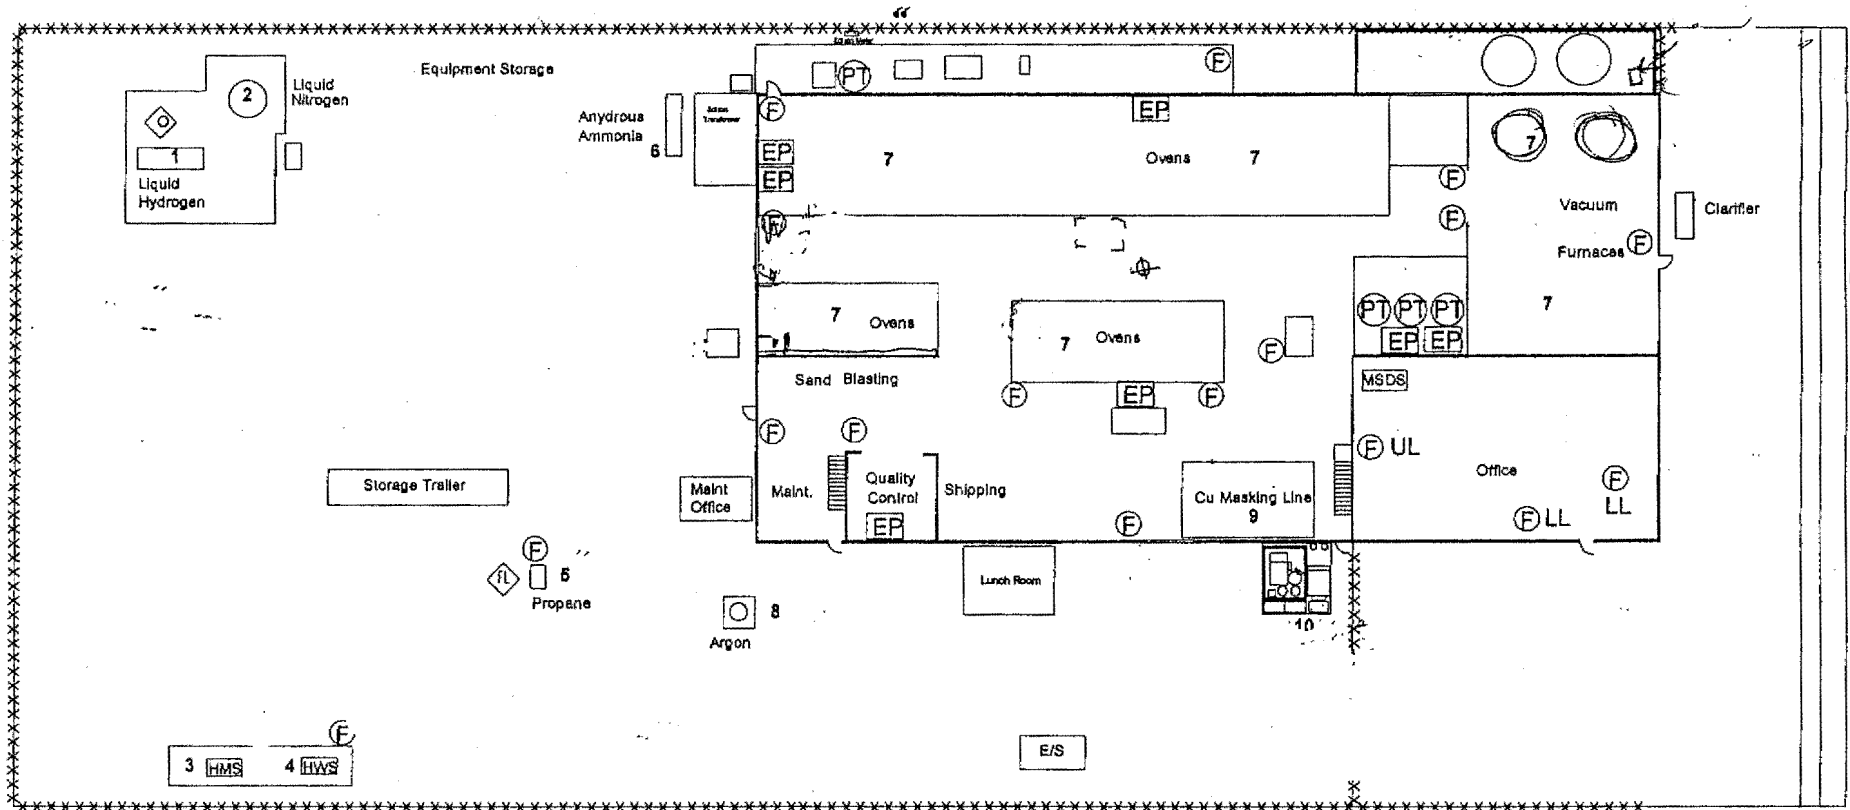 Equipment Storage
2
Liquid
Nitrogen
1
Liquid
Hydrogen
Anydrous
Ammonia
6
Transformer
PT
F
F
EP
EP
EP
7
Ovens
7
F
F
F
7
Vacuum
Furnaces
F
7
Clarifier
7
Ovens
7
Ovens
F
PT
PT
PT
EP
EP
Sand Blasting
F
EP
F
MSDS
F
F
F
UL
Office
F
LL
F
LL
Storage Trailer
Maint
Office
Maint.
Quality
Control
EP
Shipping
F
Cu Masking Line
9
F
FL
5
Propane
8
Argon
Lunch Room
10
F
3
HMS
4
HWS
E/S